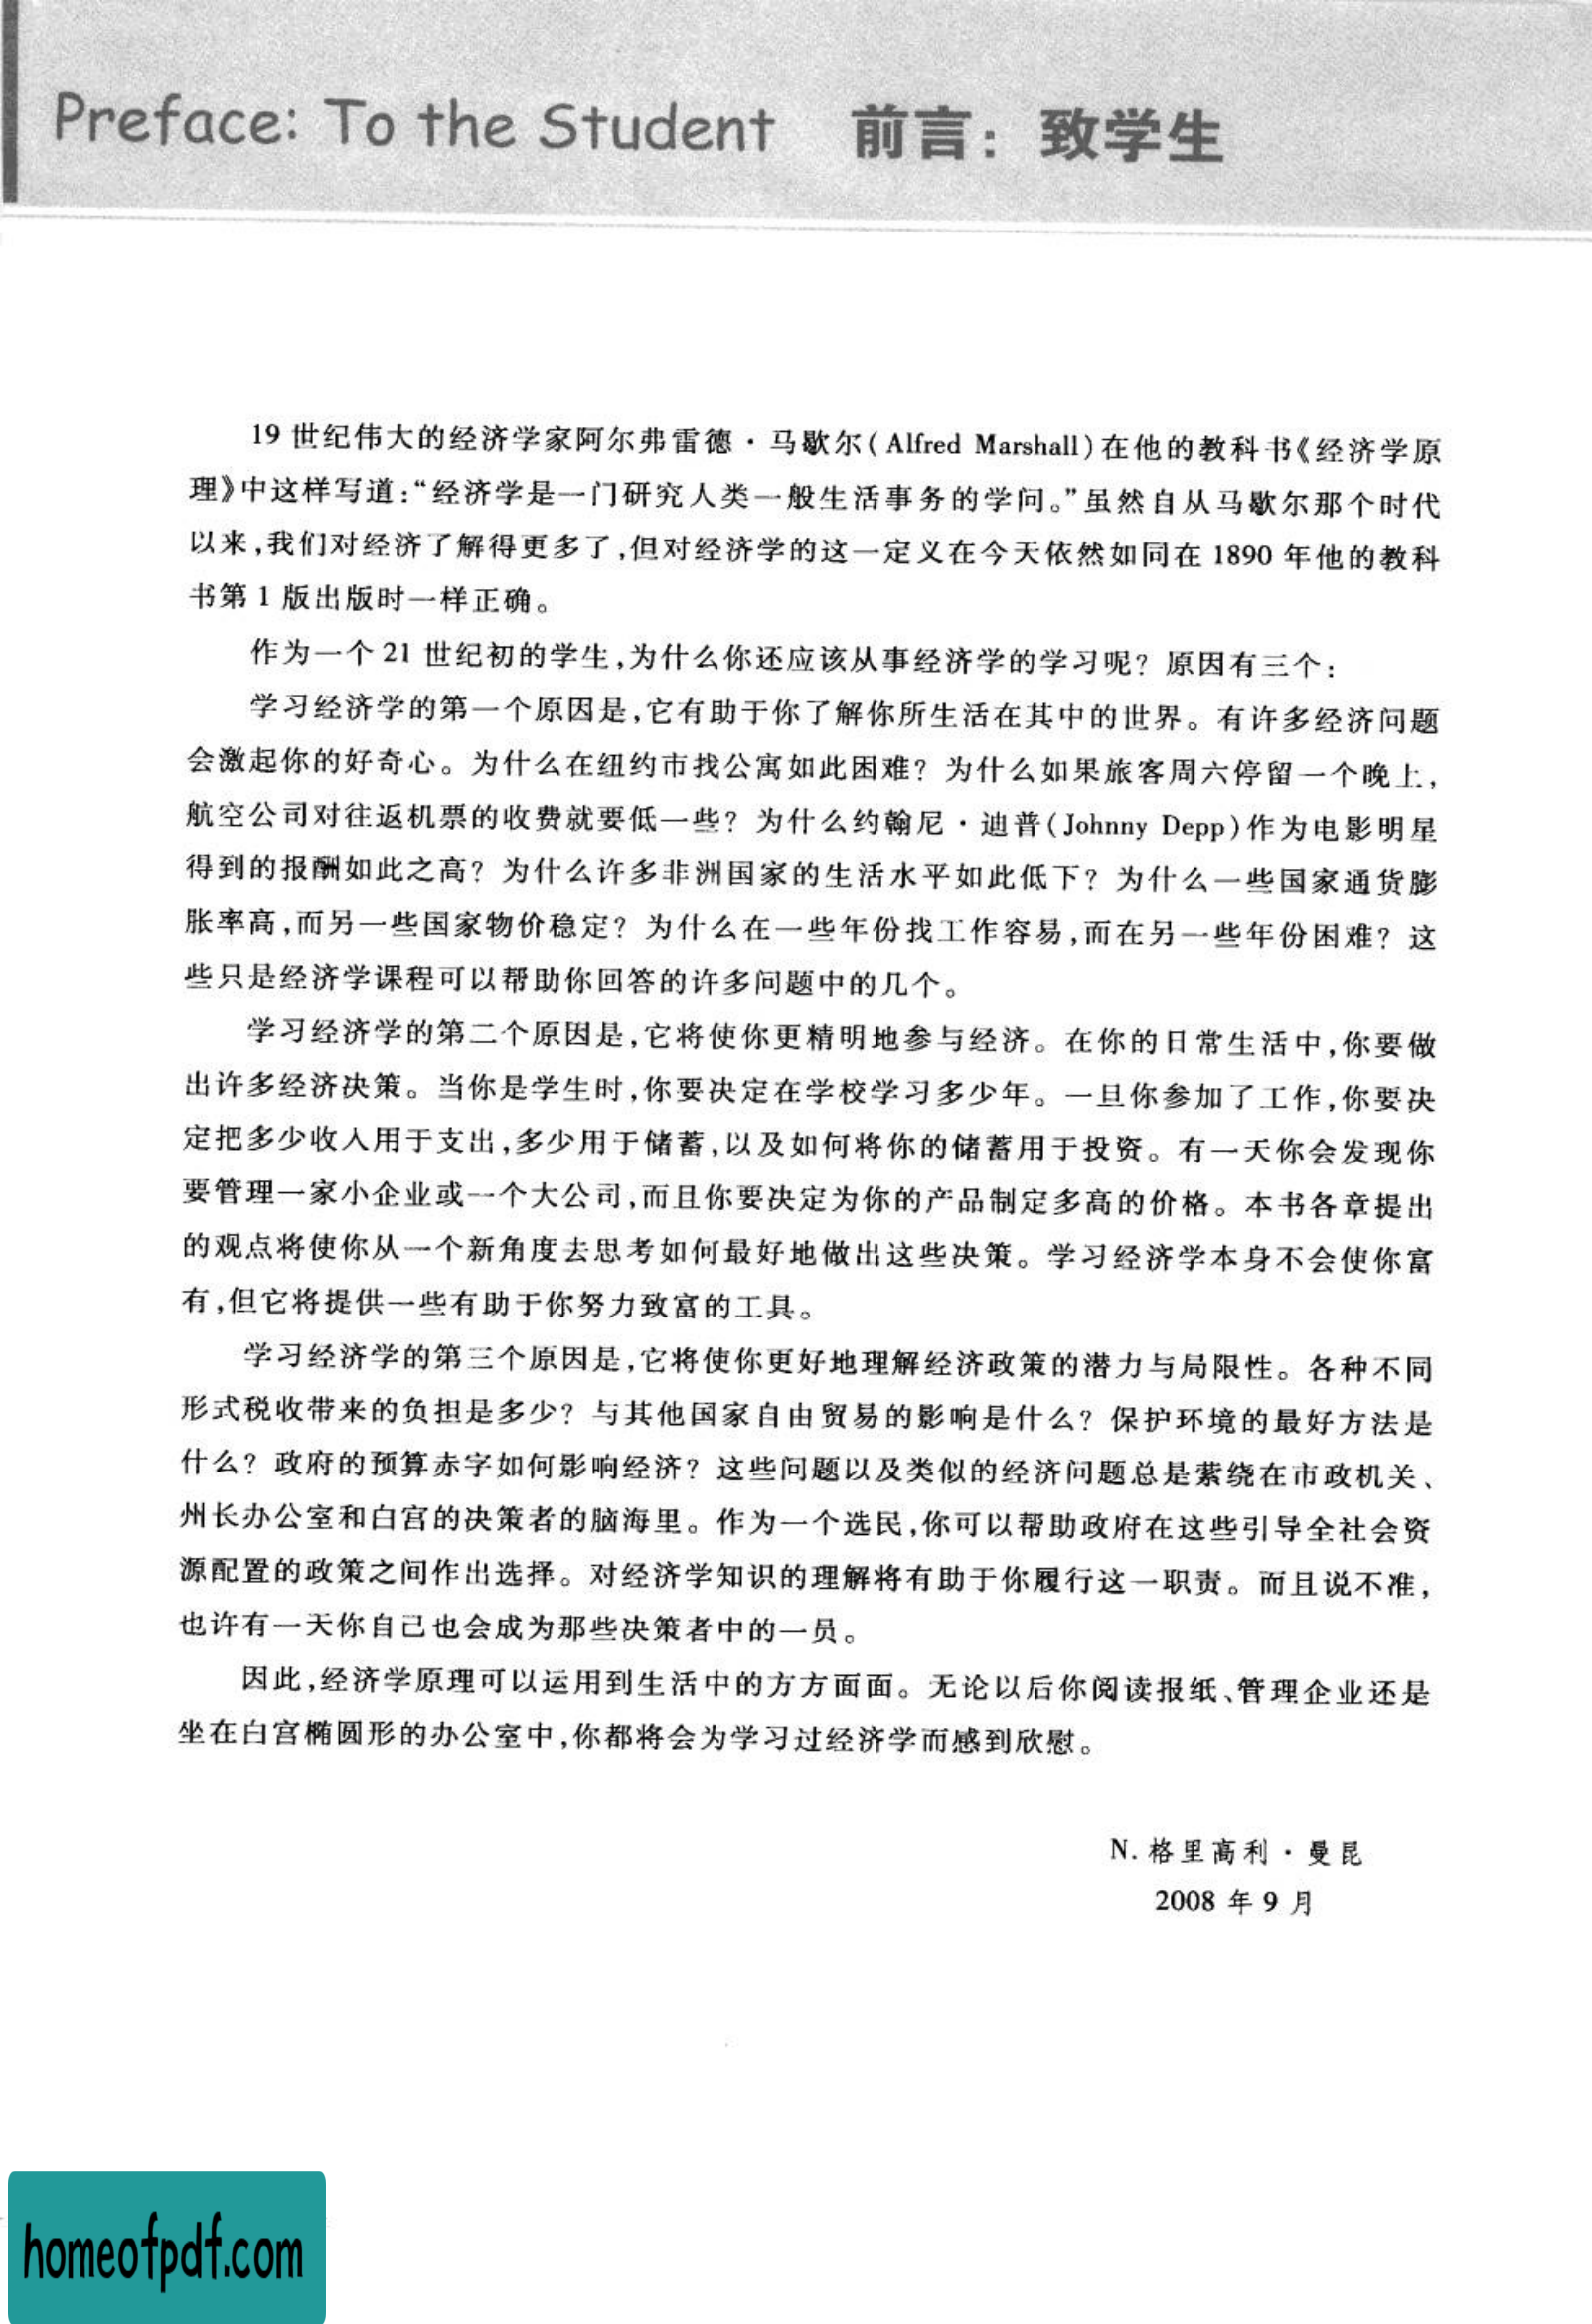 Preface: To the Student 前言：致学生
19 世纪伟大的经济学家阿尔弗雷德·马歇尔(Alfred Marshall)在他的教科书《经济学原
理》中这样写道:“经济学是一门研究人类一般生活事务的学问。”虽然自从马歇尔那个时代
以来,我们对经济了解得更多了,但对经济学的这一定义在今天依然如同在 1890 年他的教科
书第 1 版出版时一样正确。
作为一个 21 世纪初的学生,为什么你还应该从事经济学的学习呢? 原因有三个:
学习经济学的第一个原因是,它有助于你了解你所生活在其中的世界。有许多经济问题
会激起你的好奇心。为什么在纽约市找公寓如此困难? 为什么如果旅客周六停留一个晚上,
航空公司对往返机票的收费就要低一些? 为什么约翰尼·迪普(Johnny Depp)作为电影明星
得到的报酬如此之高? 为什么许多非洲国家的生活水平如此低下? 为什么一些国家通货膨
胀率高,而另一些国家物价稳定? 为什么在一些年份找工作容易,而在另一些年份困难? 这
些只是经济学课程可以帮助你回答的许多问题中的几个。
学习经济学的第二个原因是,它将使你更精明地参与经济。在你的日常生活中,你要做
出许多经济决策。当你是学生时,你要决定在学校学习多少年。一旦你参加了工作,你要决
定把多少收入用于支出,多少用于储蓄,以及如何将你的储蓄用于投资。有一天你会发现你
要管理一家小企业或一个大公司,而且你要决定为你的产品制定多高的价格。本书各章提出
的观点将使你从一个新角度去思考如何最好地做出这些决策。学习经济学本身不会使你富
有,但它将提供一些有助于你努力致富的工具。
学习经济学的第三个原因是,它将使你更好地理解经济政策的潜力与局限性。各种不同
形式税收带来的负担是多少? 与其他国家自由贸易的影响是什么? 保护环境的最好方法是
什么? 政府的预算赤字如何影响经济? 这些问题以及类似的经济问题总是萦绕在市政机关、
州长办公室和白宫的决策者的脑海里。作为一个选民,你可以帮助政府在这些引导全社会资
源配置的政策之间作出选择。对经济学知识的理解将有助于你履行这一职责。而且说不准,
也许有一天你自己也会成为那些决策者中的一员。
因此,经济学原理可以运用到生活中的方方面面。无论以后你阅读报纸、管理企业还是
坐在白宫椭圆形的办公室中,你都将会为学习过经济学而感到欣慰。
N. 格里高利·曼昆
2008 年 9 月
homeofpdf.com